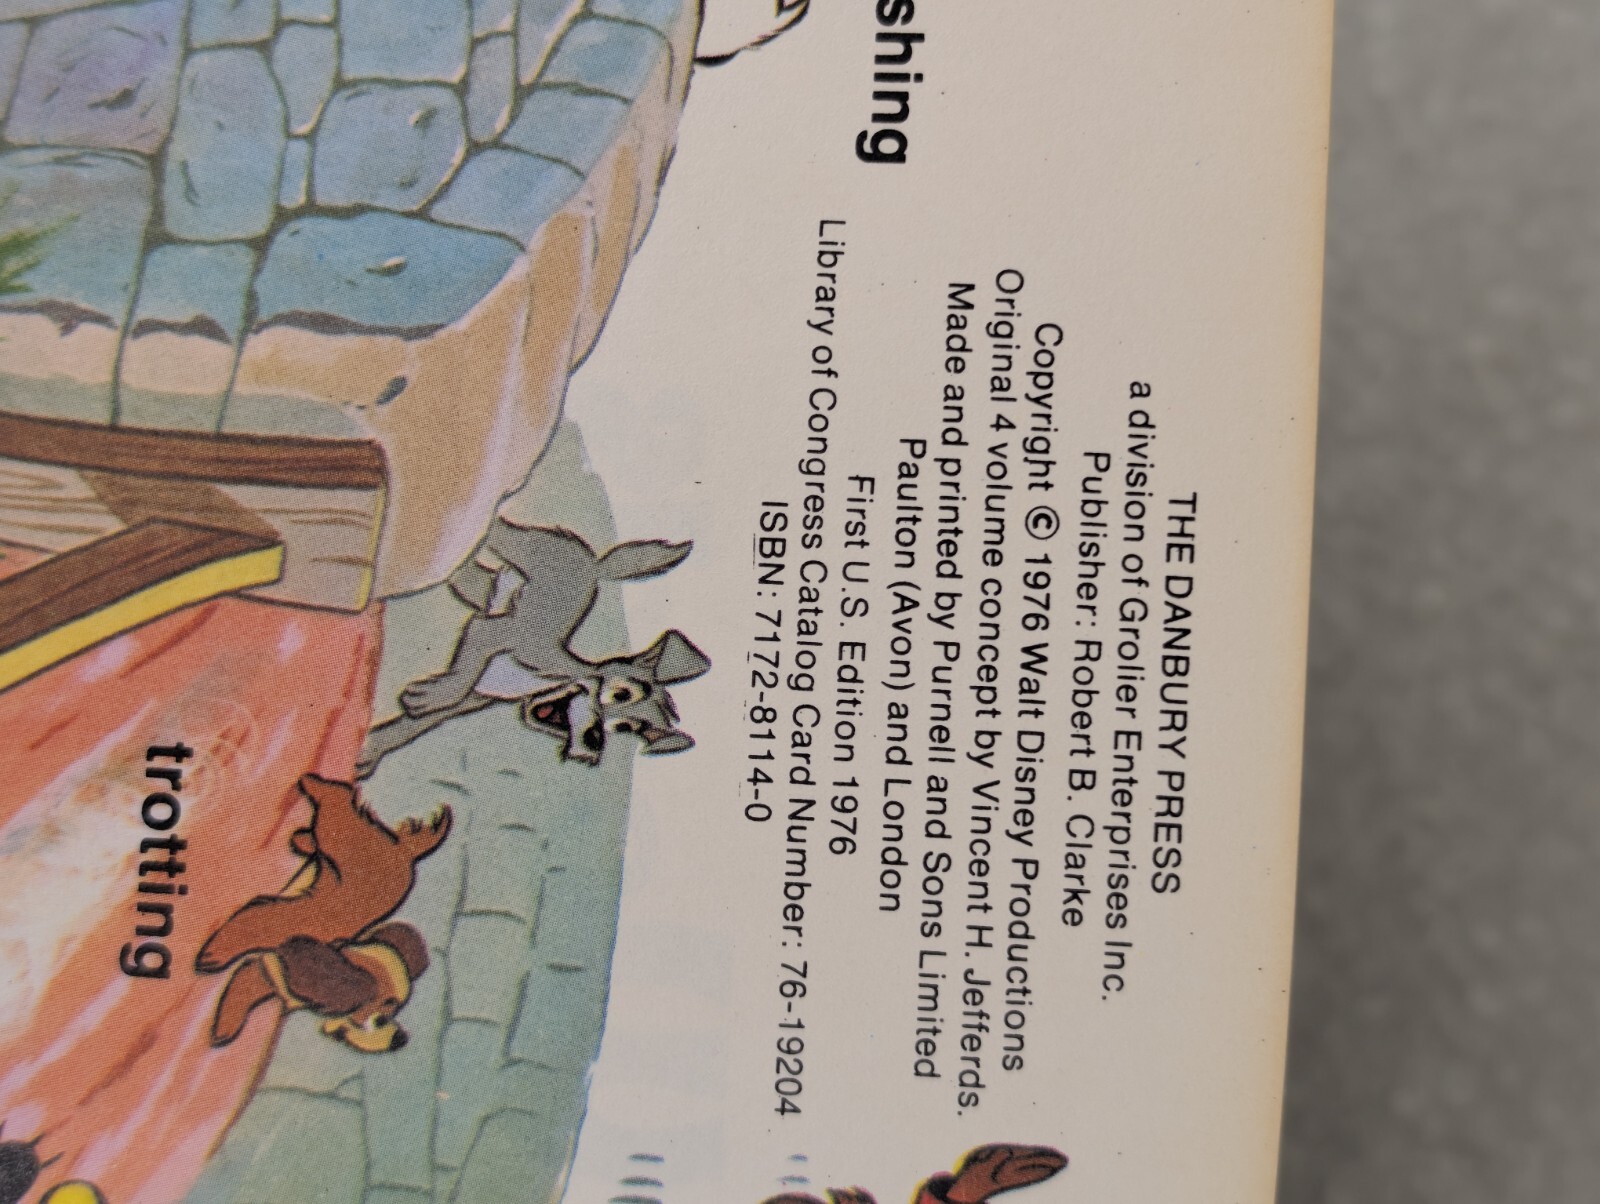 shing
THE DANBURY PRESS
a division of Grolier Enterprises Inc.
Publisher: Robert B. Clarke
Copyright © 1976 Walt Disney Productions
Original 4 volume concept by Vincent H. Jefferds.
Made and printed by Purnell and Sons Limited
Paulton (Avon) and London
First U.S. Edition 1976
Library of Congress Catalog Card Number: 76-19204
ISBN: 7172-8114-0
trotting